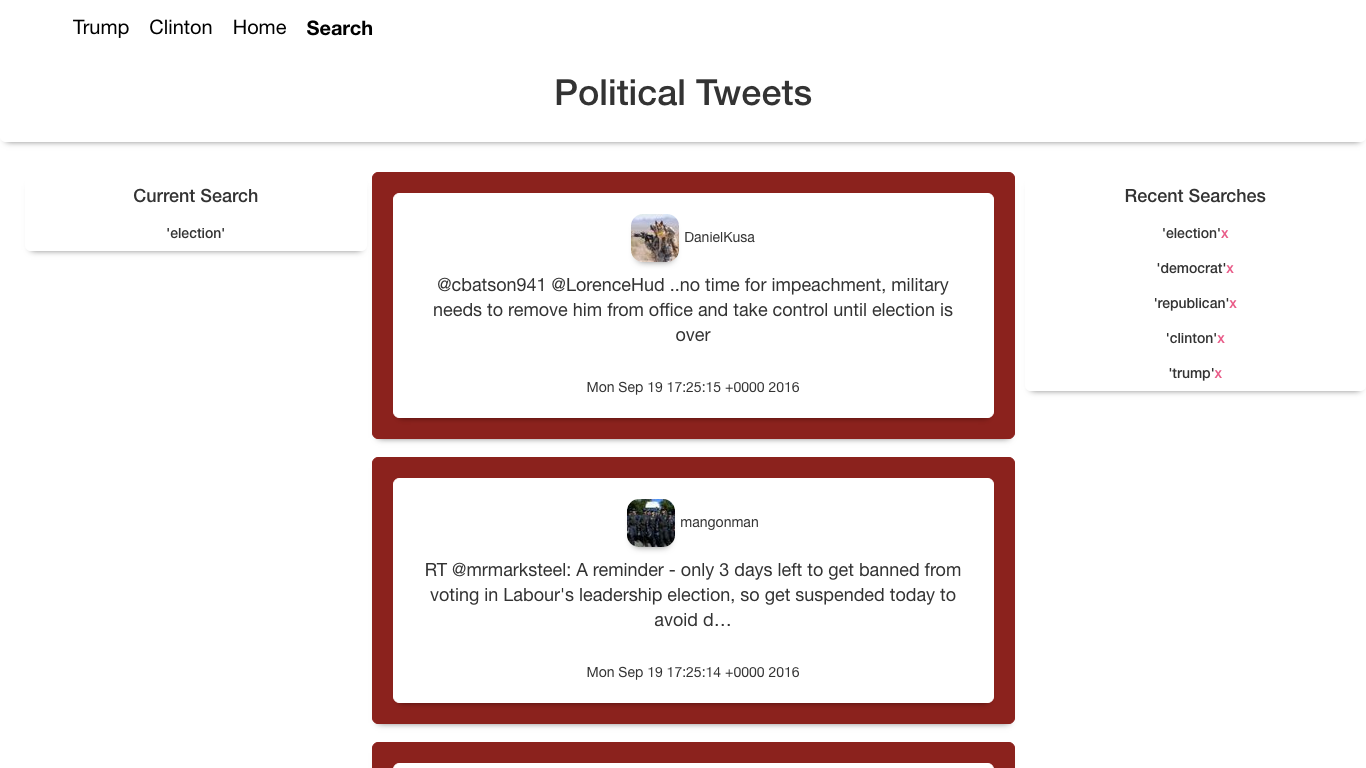 Trump Clinton Home Search
Political Tweets
Current Search
'election'
DanielKusa
@cbatson941 @LorenceHud ..no time for impeachment, military
needs to remove him from office and take control until election is
over
Mon Sep 19 17:25:15 +0000 2016
mangonman
RT @mrmarksteel: A reminder - only 3 days left to get banned from
voting in Labour's leadership election, so get suspended today to
avoid d…
Mon Sep 19 17:25:14 +0000 2016
Recent Searches
'election'x
'democrat'x
'republican'x
'clinton'x
'trump'x